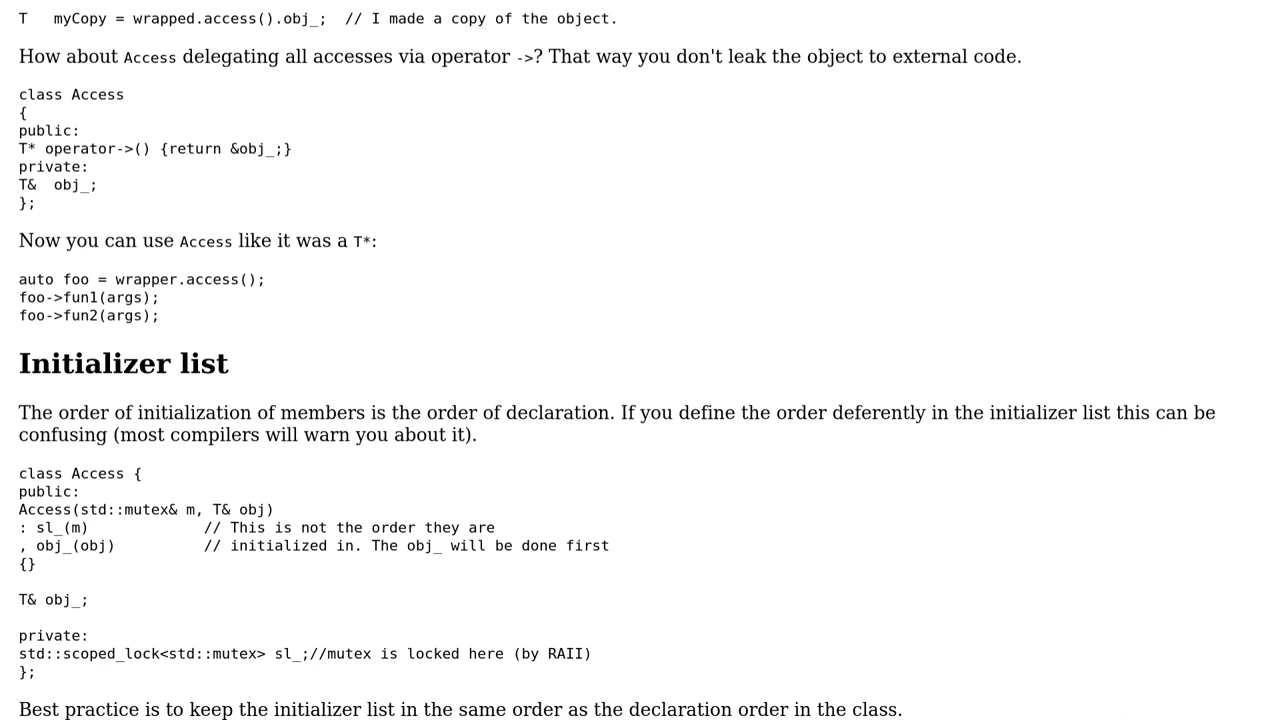 T   myCopy = wrapped.access().obj_;  // I made a copy of the object.
How about Access delegating all accesses via operator ->? That way you don't leak the object to external code.
class Access
{
public:
T* operator->() {return &obj_;}
private:
T&  obj_;
};
Now you can use Access like it was a T*:
auto foo = wrapper.access();
foo->fun1(args);
foo->fun2(args);
Initializer list
The order of initialization of members is the order of declaration. If you define the order deferently in the initializer list this can be
confusing (most compilers will warn you about it).
class Access {
public:
Access(std::mutex& m, T& obj)
: sl_(m)             // This is not the order they are
, obj_(obj)          // initialized in. The obj_ will be done first
{}
T& obj_;
private:
std::scoped_lock<std::mutex> sl_;//mutex is locked here (by RAII)
};
Best practice is to keep the initializer list in the same order as the declaration order in the class.